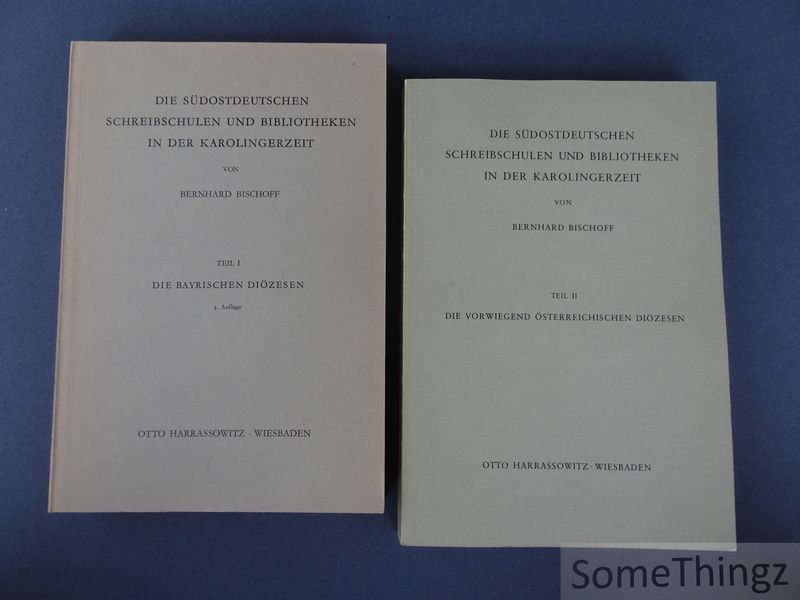 DIE SÜDOSTDEUTSCHEN
SCHREIBSCHULEN UND BIBLIOTHEKEN
IN DER KAROLINGERZEIT
VON
BERNHARD BISCHOFF
TEIL I
DIE BAYRISCHEN DIÖZESEN
3. Auflage
OTTO HARRASSOWITZ · WIESBADEN
DIE SÜDOSTDEUTSCHEN
SCHREIBSCHULEN UND BIBLIOTHEKEN
IN DER KAROLINGERZEIT
VON
BERNHARD BISCHOFF
TEIL II
DIE VORWIEGEND ÖSTERREICHISCHEN DIÖZESEN
OTTO HARRASSOWITZ · WIESBADEN
SomeThingz